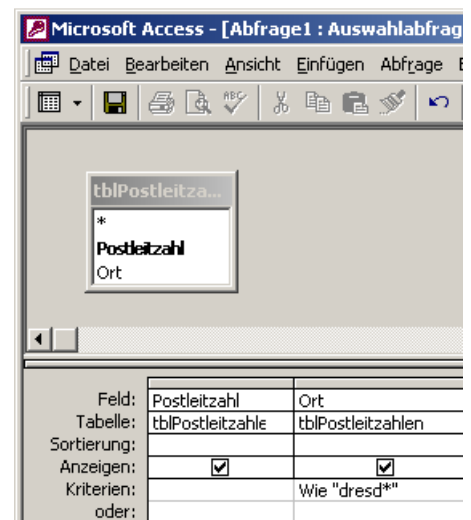 Microsoft Access - [Abfrage1 : Auswahlabfrag
Datei Bearbeiten Ansicht Einfügen Abfrage E
ABC
tblPostleitza...
*
Postleitzahl
Ort
Feld: Postleitzahl Ort
Tabelle: tblPostleitzahle tblPostleitzahlen
Sortierung:
Anzeigen:
Kriterien: Wie "dresd*"
oder: